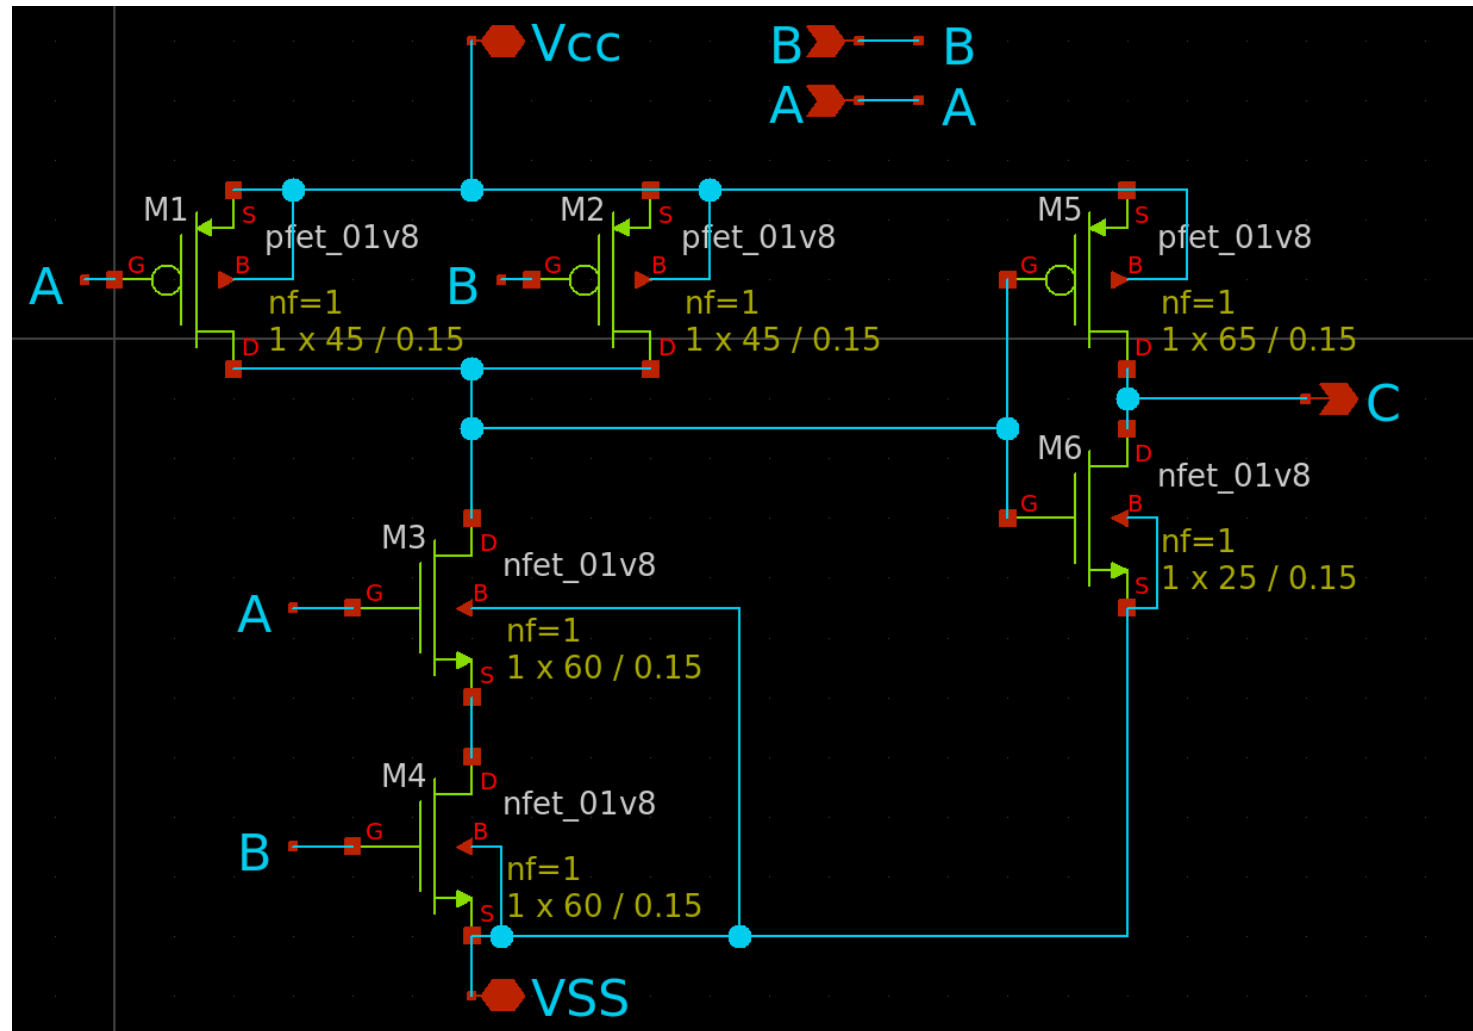 Vcc
B B
A A
M1
S
pfet_01v8
A
G
B
nf=1
1 x 45 / 0.15
D
M2
S
pfet_01v8
B
G
B
nf=1
1 x 45 / 0.15
D
M5
S
pfet_01v8
G
B
nf=1
1 x 65 / 0.15
D
C
M6
D
nfet_01v8
G
B
nf=1
1 x 25 / 0.15
S
M3
D
nfet_01v8
A
G
B
nf=1
1 x 60 / 0.15
S
M4
D
nfet_01v8
B
G
B
nf=1
1 x 60 / 0.15
S
VSS